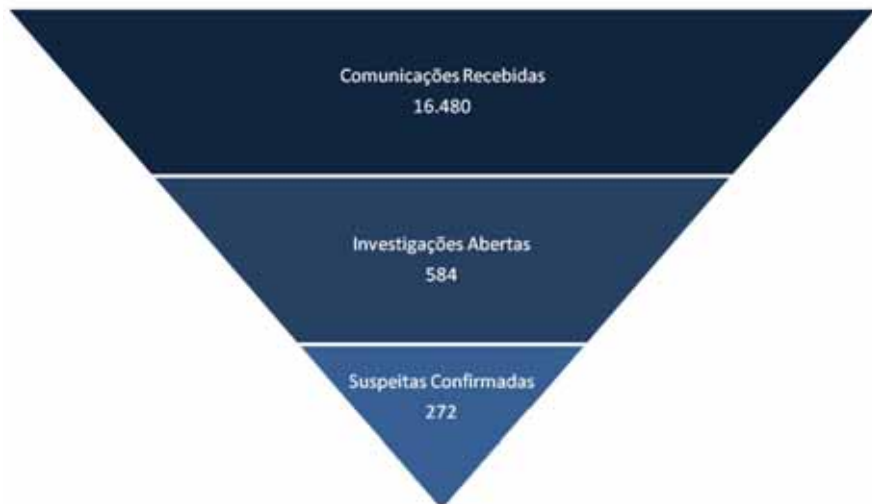 Comunicações Recebidas
16.480
Investigações Abertas
584
Suspeitas Confirmadas
272